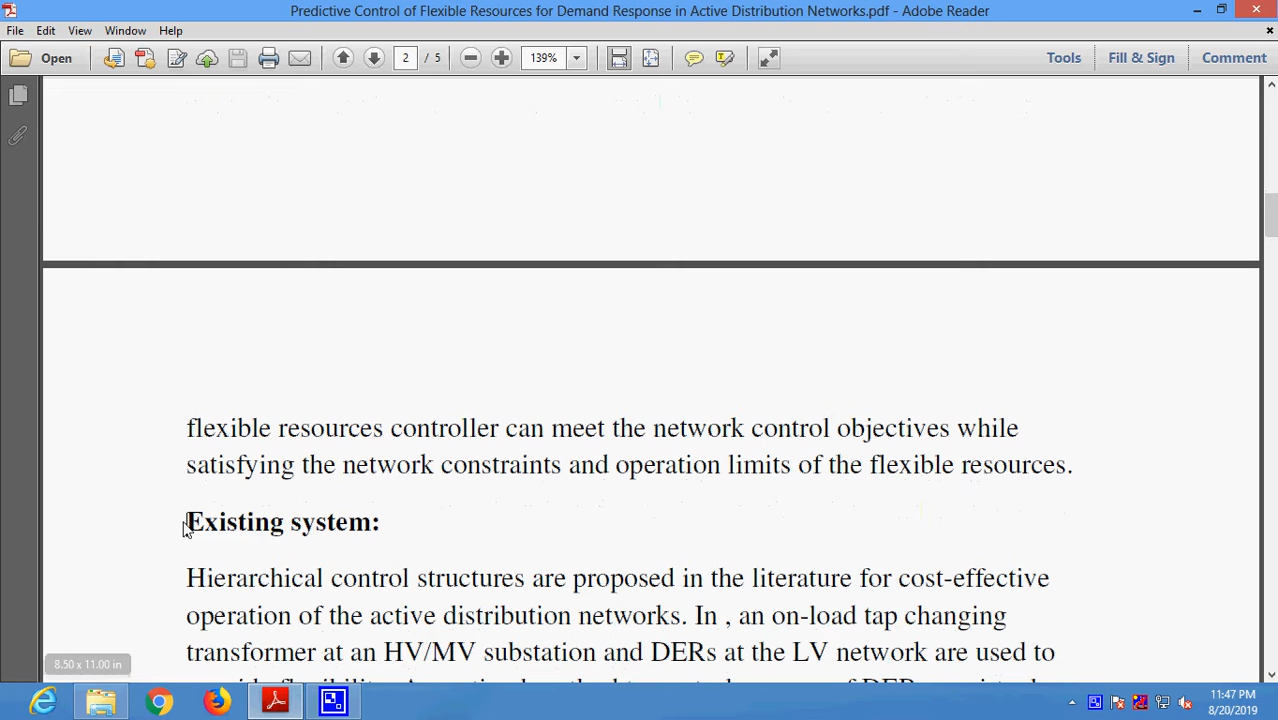 Predictive Control of Flexible Resources for Demand Response in Active Distribution Networks.pdf - Adobe Reader
File Edit View Window Help
Open 2 / 5 139% Tools Fill & Sign Comment
flexible resources controller can meet the network control objectives while
satisfying the network constraints and operation limits of the flexible resources.
Existing system:
Hierarchical control structures are proposed in the literature for cost-effective
operation of the active distribution networks. In , an on-load tap changing
transformer at an HV/MV substation and DERs at the LV network are used to
8.50 x 11.00 in
11:47 PM
8/20/2019